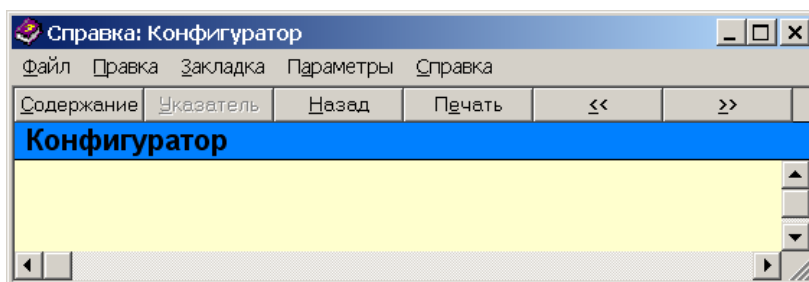 Справка: Конфигуратор
Файл Правка Закладка Параметры Справка
Содержание Указатель Назад Печать << >>
Конфигуратор